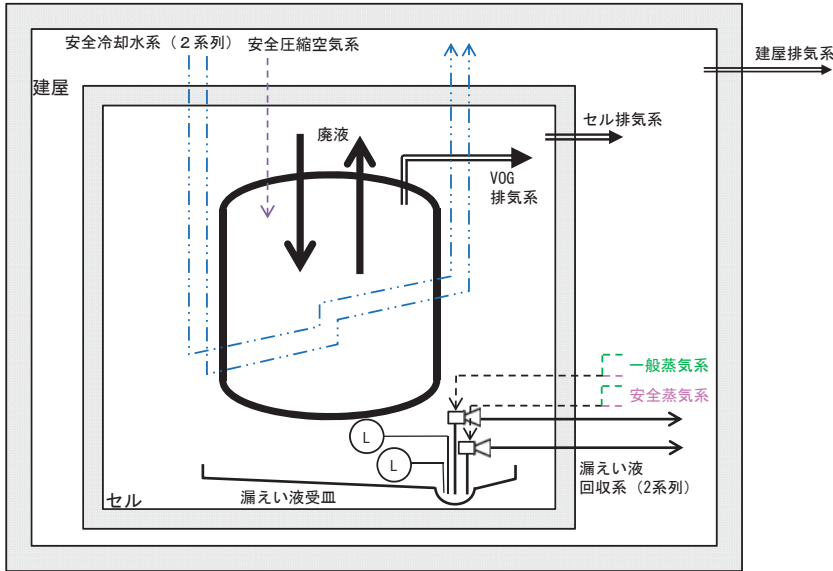 安全冷却水系（２系列）
安全圧縮空気系
建屋排気系
建屋
セル排気系
廃液
VOG
排気系
一般蒸気系
安全蒸気系
L
L
漏えい液
回収系（2系列）
漏えい液受皿
セル